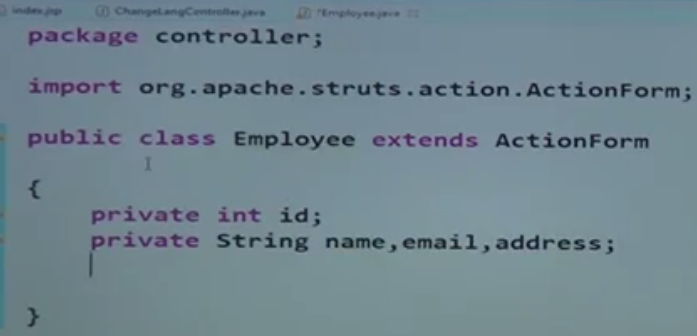 index.jsp ChangeLangController.java *Employee.java
package controller;
import org.apache.struts.action.ActionForm;
public class Employee extends ActionForm
{
private int id;
private String name,email,address;
}